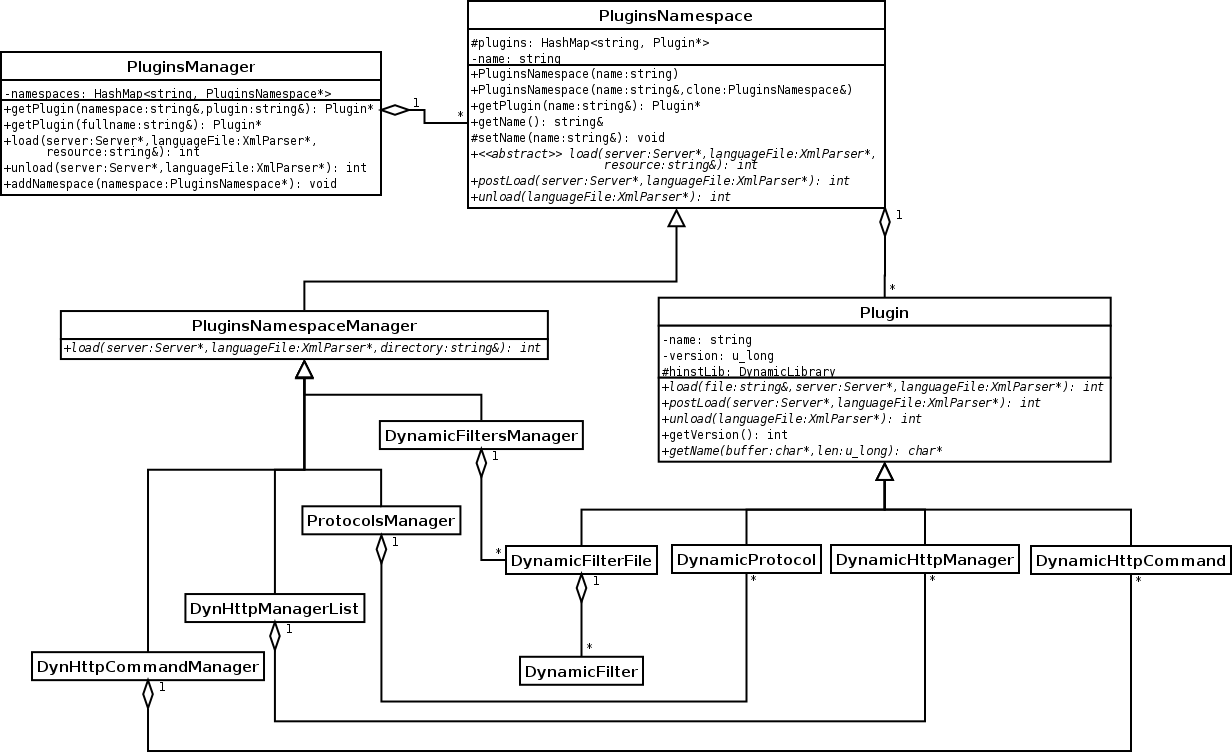 PluginsNamespace
#plugins: HashMap<string, Plugin*>
-name: string
+PluginsNamespace(name:string)
+PluginsNamespace(name:string&,clone:PluginsNamespace&)
+getPlugin(name:string&): Plugin*
+getName(): string&
#setName(name:string&): void
+<<abstract>> load(server:Server*,languageFile:XmlParser*,
resource:string&): int
+postLoad(server:Server*,languageFile:XmlParser*): int
+unload(languageFile:XmlParser*): int
PluginsManager
-namespaces: HashMap<string, PluginsNamespace*>
+getPlugin(namespace:string&,plugin:string&): Plugin*
+getPlugin(fullname:string&): Plugin*
+load(server:Server*,languageFile:XmlParser*,
resource:string&): int
+unload(server:Server*,languageFile:XmlParser*): int
+addNamespace(namespace:PluginsNamespace*): void
1
*
1
*
PluginsNamespaceManager
+load(server:Server*,languageFile:XmlParser*,directory:string&): int
Plugin
-name: string
-version: u_long
#hinstLib: DynamicLibrary
+load(file:string&,server:Server*,languageFile:XmlParser*): int
+postLoad(server:Server*,languageFile:XmlParser*): int
+unload(languageFile:XmlParser*): int
+getVersion(): int
+getName(buffer:char*,len:u_long): char*
DynamicFiltersManager
1
*
ProtocolsManager
1
DynamicFilterFile
1
*
DynamicProtocol
*
DynamicHttpManager
*
DynamicHttpCommand
*
DynHttpManagerList
1
DynHttpCommandManager
1
DynamicFilter